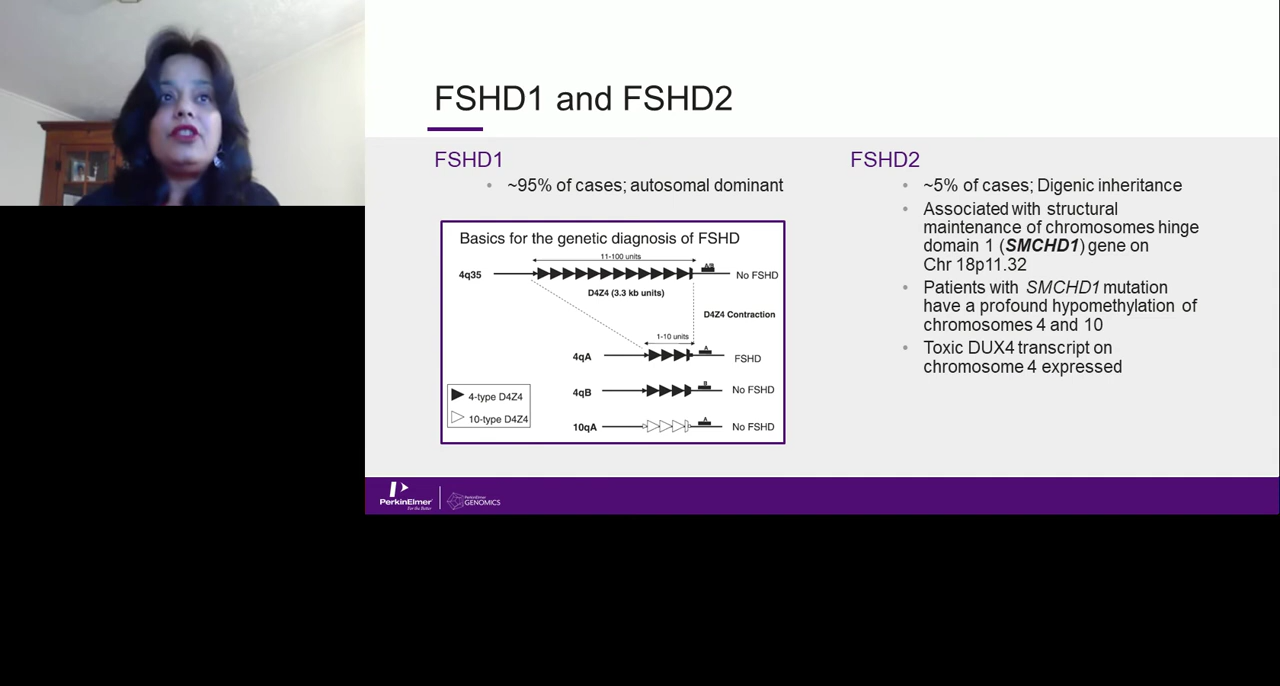 FSHD1 and FSHD2
FSHD1
• ~95% of cases; autosomal dominant
Basics for the genetic diagnosis of FSHD
11-100 units
4q35
No FSHD
D4Z4 (3.3 kb units)
D4Z4 Contraction
1-10 units
A
4qA
FSHD
B
4qB
No FSHD
A
10qA
No FSHD
4-type D4Z4
10-type D4Z4
FSHD2
• ~5% of cases; Digenic inheritance
• Associated with structural
maintenance of chromosomes hinge
domain 1 (SMCHD1) gene on
Chr 18p11.32
• Patients with SMCHD1 mutation
have a profound hypomethylation of
chromosomes 4 and 10
• Toxic DUX4 transcript on
chromosome 4 expressed
PerkinElmer
For the Better
PerkinElmer
GENOMICS